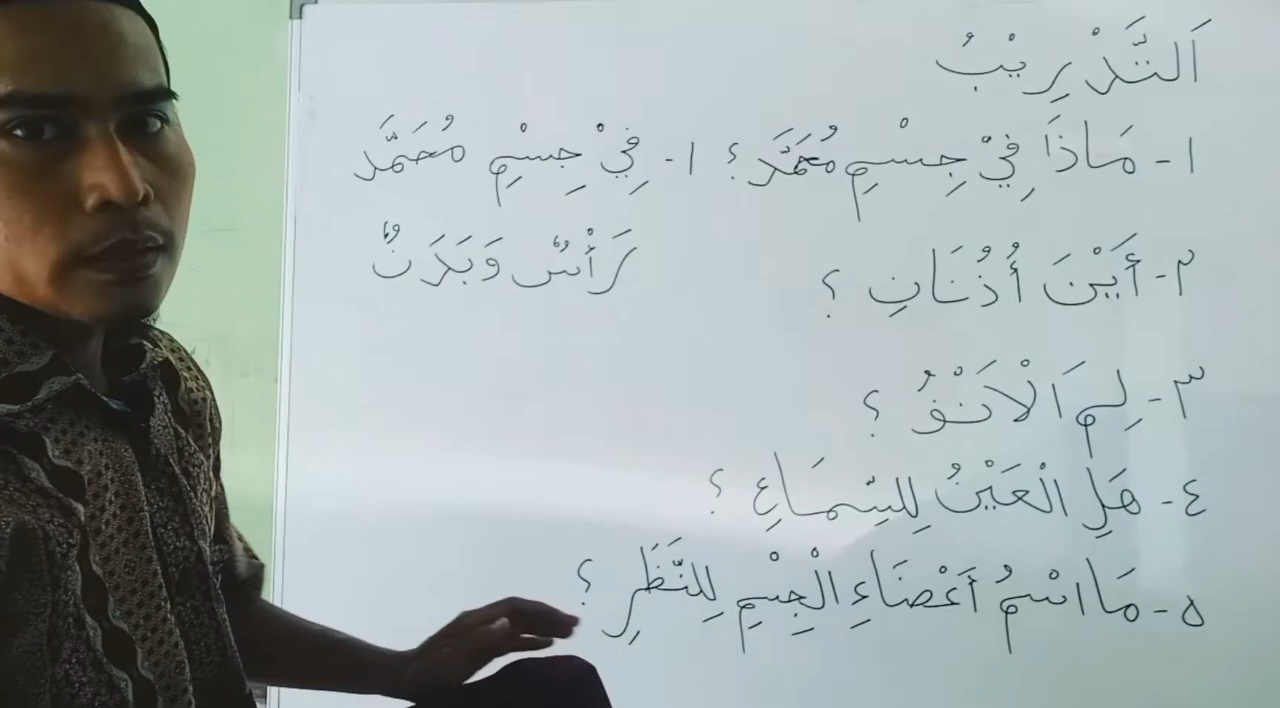 اَلتَّدْرِيْبُ
١- مَاذَا فِيْ جِسْمِ مُحَمَّد ؟
١- فِيْ جِسْمِ مُحَمَّد
رَأْسٌ وَبَدَنٌ
٢- أَيْنَ أُذُنَانِ ؟
٣- لِمَ الْاَنْفُ ؟
٤- هَلِ الْعَيْنُ لِلسِّمَاعِ ؟
٥- مَا اسْمُ أَعْضَاءِ الْجِسْمِ لِلنَّظَرِ ؟